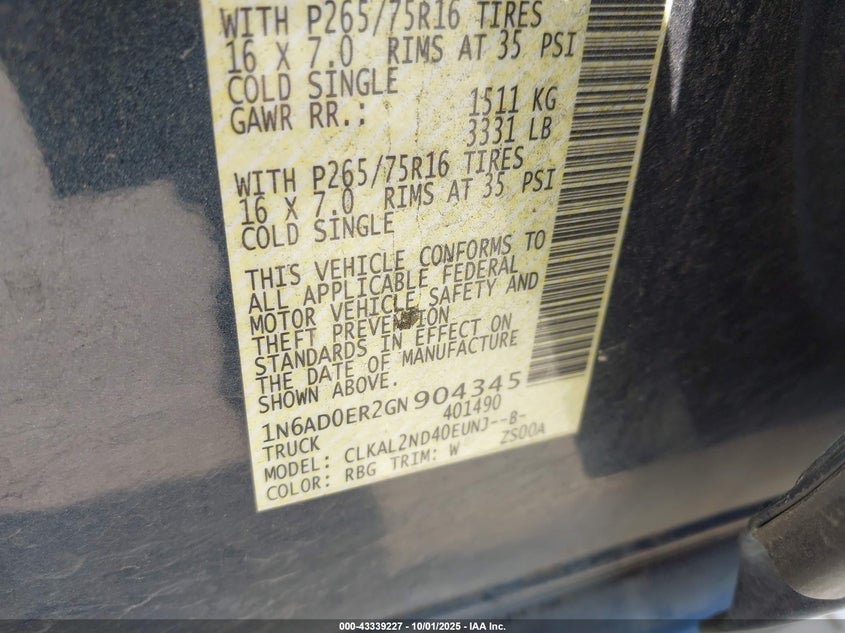 WITH P265/75R16 TIRES
16 X 7.0 RIMS AT 35 PSI
COLD SINGLE
GAWR RR.: 1511 KG
3331 LB
WITH P265/75R16 TIRES
16 X 7.0 RIMS AT 35 PSI
COLD SINGLE
THIS VEHICLE CONFORMS TO
ALL APPLICABLE FEDERAL
MOTOR VEHICLE SAFETY AND
THEFT PREVENTION
STANDARDS IN EFFECT ON
THE DATE OF MANUFACTURE
SHOWN ABOVE.
1N6AD0ER2GN904345
TRUCK 401490
MODEL: CLKAL2ND40EUNJ--B-
COLOR: RBG TRIM: W ZS00A
000-43339227 - 10/01/2025 - IAA Inc.